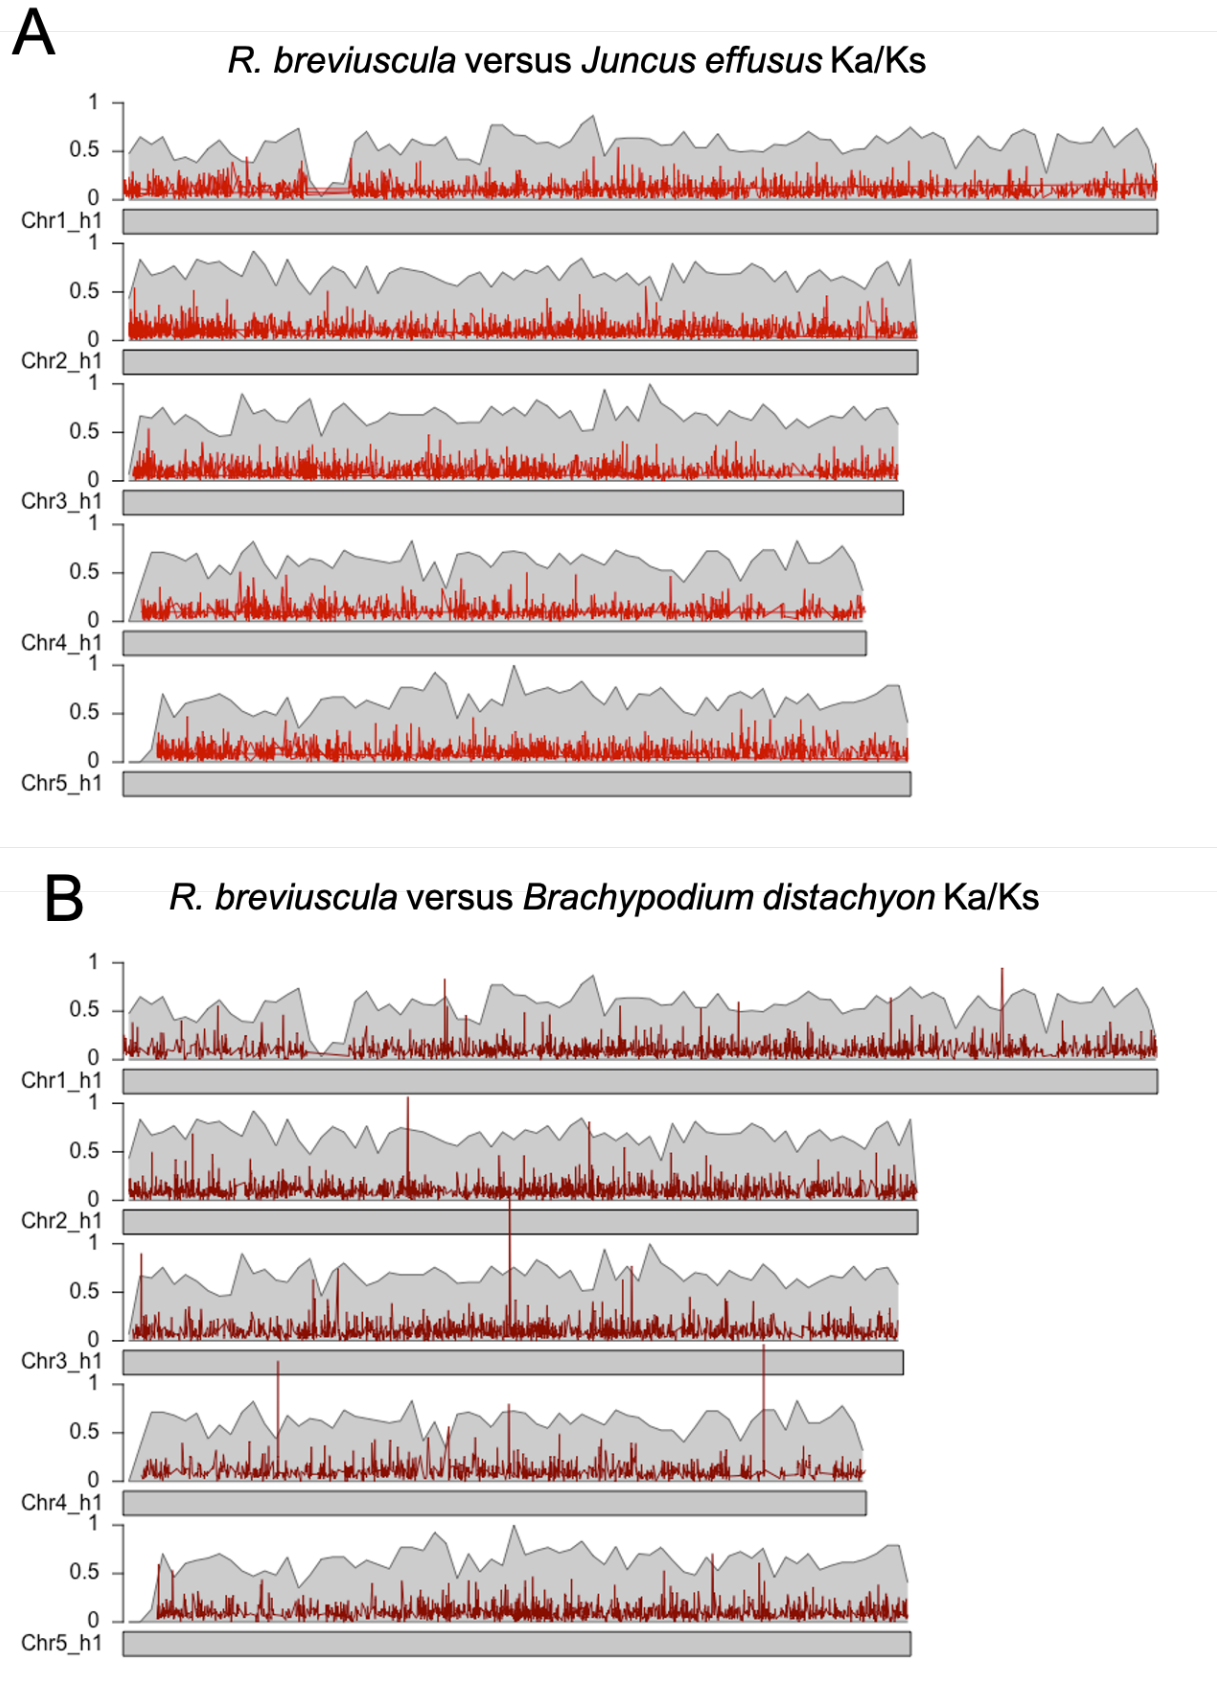 A
R. breviuscula versus Juncus effusus Ka/Ks
1
0.5
0
Chr1_h1
1
0.5
0
Chr2_h1
1
0.5
0
Chr3_h1
1
0.5
0
Chr4_h1
1
0.5
0
Chr5_h1
B
R. breviuscula versus Brachypodium distachyon Ka/Ks
1
0.5
0
Chr1_h1
1
0.5
0
Chr2_h1
1
0.5
0
Chr3_h1
1
0.5
0
Chr4_h1
1
0.5
0
Chr5_h1